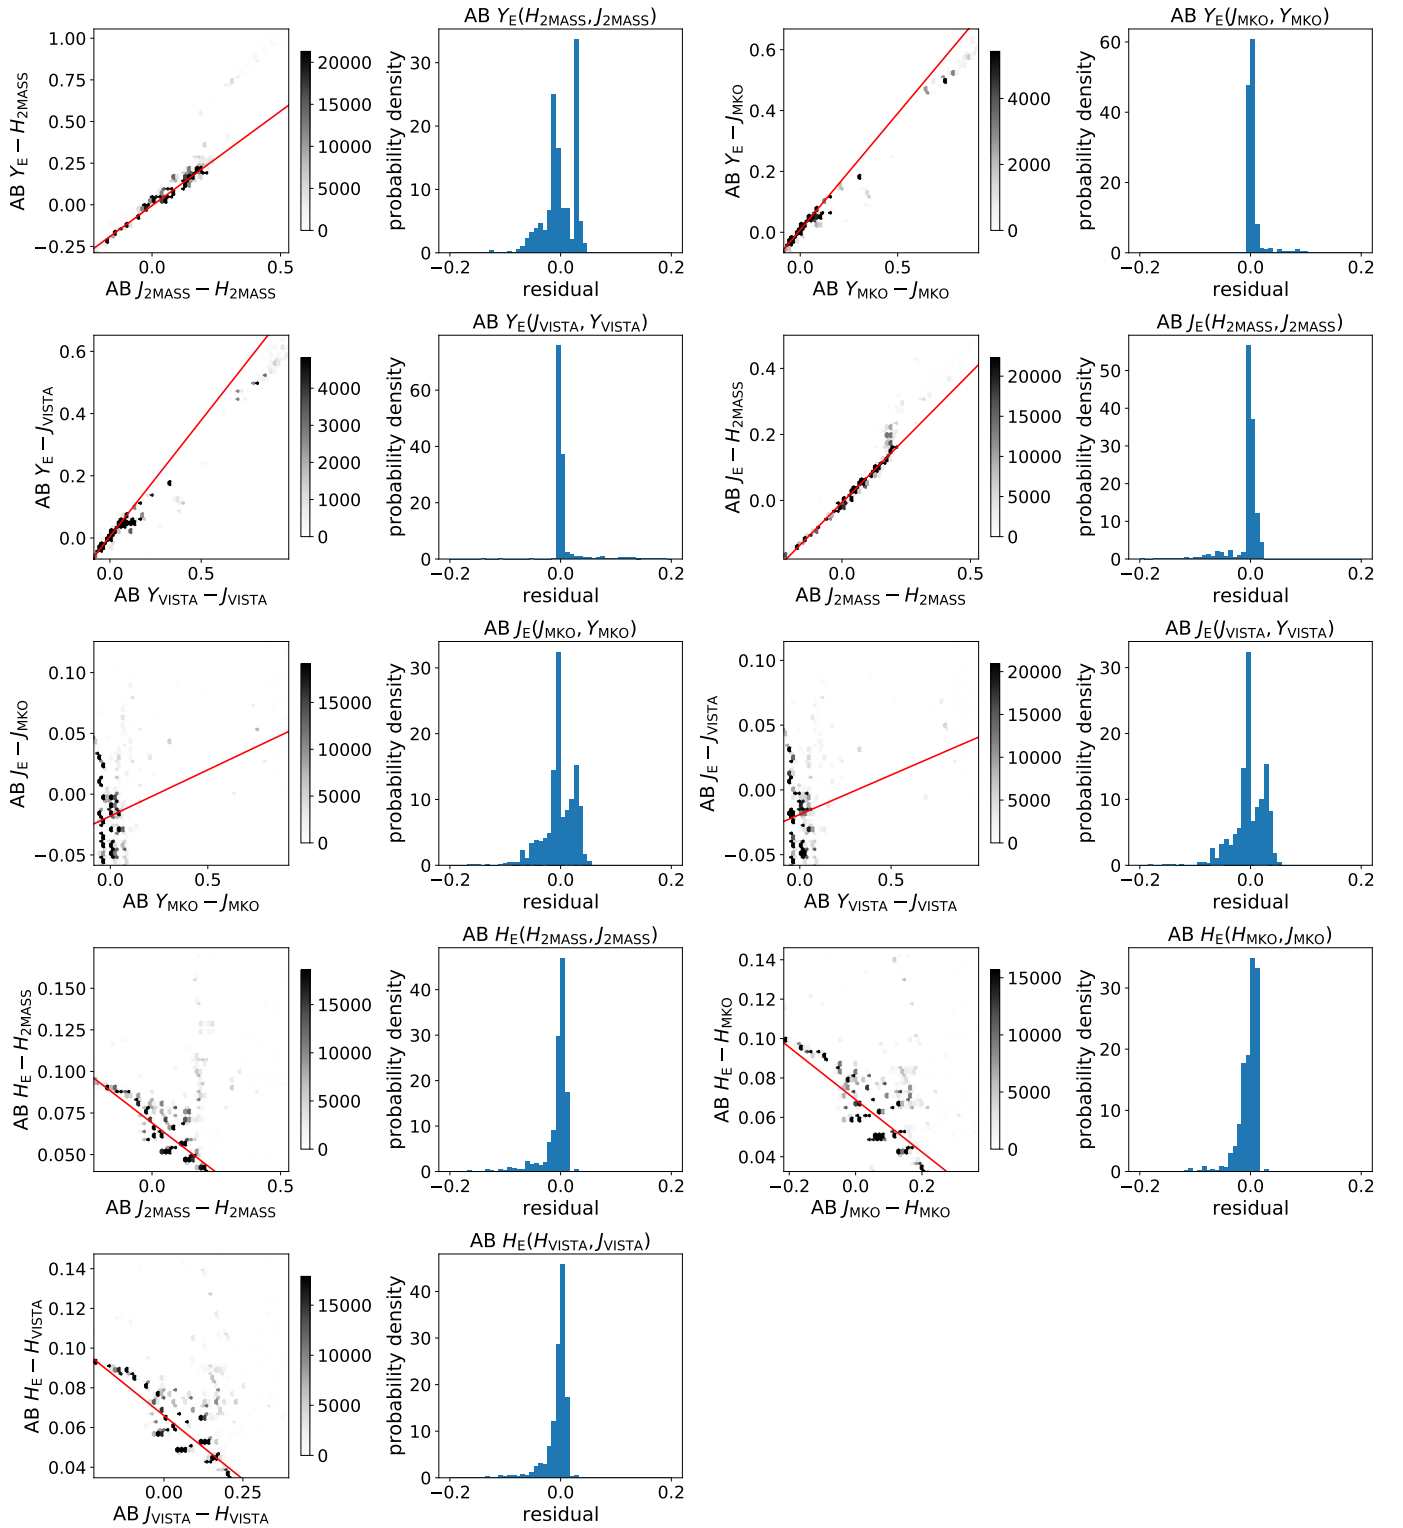 AB Y_E(H_2MASS, J_2MASS)
AB Y_E − H_2MASS
1.00
0.75
0.50
0.25
0.00
−0.25
0.0 0.5
AB J_2MASS − H_2MASS
20000
15000
10000
5000
0
probability density
30
20
10
0
−0.2 0.0 0.2
residual
AB Y_E(J_MKO, Y_MKO)
AB Y_E − J_MKO
0.6
0.4
0.2
0.0
0.0 0.5
AB Y_MKO − J_MKO
4000
2000
0
probability density
60
40
20
0
−0.2 0.0 0.2
residual
AB Y_E(J_VISTA, Y_VISTA)
AB Y_E − J_VISTA
0.6
0.4
0.2
0.0
0.0 0.5
AB Y_VISTA − J_VISTA
4000
3000
2000
1000
0
probability density
60
40
20
0
−0.2 0.0 0.2
residual
AB J_E(H_2MASS, J_2MASS)
AB J_E − H_2MASS
0.4
0.2
0.0
0.0 0.5
AB J_2MASS − H_2MASS
20000
15000
10000
5000
0
probability density
50
40
30
20
10
0
−0.2 0.0 0.2
residual
AB J_E(J_MKO, Y_MKO)
AB J_E − J_MKO
0.10
0.05
0.00
−0.05
0.0 0.5
AB Y_MKO − J_MKO
15000
10000
5000
0
probability density
30
20
10
0
−0.2 0.0 0.2
residual
AB J_E(J_VISTA, Y_VISTA)
AB J_E − J_VISTA
0.10
0.05
0.00
−0.05
0.0 0.5
AB Y_VISTA − J_VISTA
20000
15000
10000
5000
0
probability density
30
20
10
0
−0.2 0.0 0.2
residual
AB H_E(H_2MASS, J_2MASS)
AB H_E − H_2MASS
0.150
0.125
0.100
0.075
0.050
0.0 0.5
AB J_2MASS − H_2MASS
15000
10000
5000
0
probability density
40
30
20
10
0
−0.2 0.0 0.2
residual
AB H_E(H_MKO, J_MKO)
AB H_E − H_MKO
0.14
0.12
0.10
0.08
0.06
0.04
−0.2 0.0 0.2
AB J_MKO − H_MKO
15000
10000
5000
0
probability density
30
20
10
0
−0.2 0.0 0.2
residual
AB H_E(H_VISTA, J_VISTA)
AB H_E − H_VISTA
0.14
0.12
0.10
0.08
0.06
0.04
0.00 0.25
AB J_VISTA − H_VISTA
15000
10000
5000
0
probability density
40
30
20
10
0
−0.2 0.0 0.2
residual